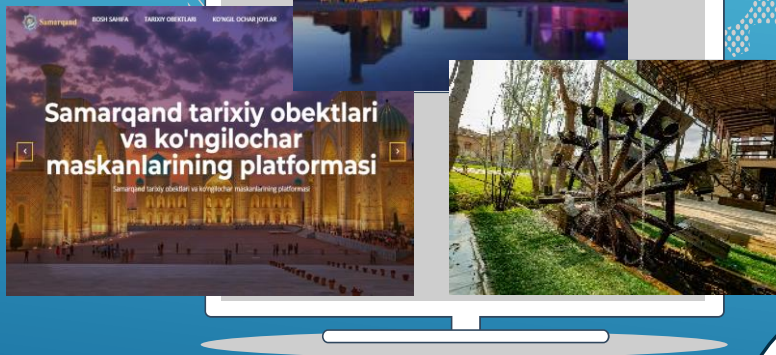 Samarqand
BOSH SAHIFA TARIXIY OBEKTLARI KO'NGIL OCHAR JOYLAR
Samarqand tarixiy obektlari
va ko'ngilochar
maskanlarining platformasi
Samarqand tarixiy obektlari va ko'ngilochar maskanlarining platformasi